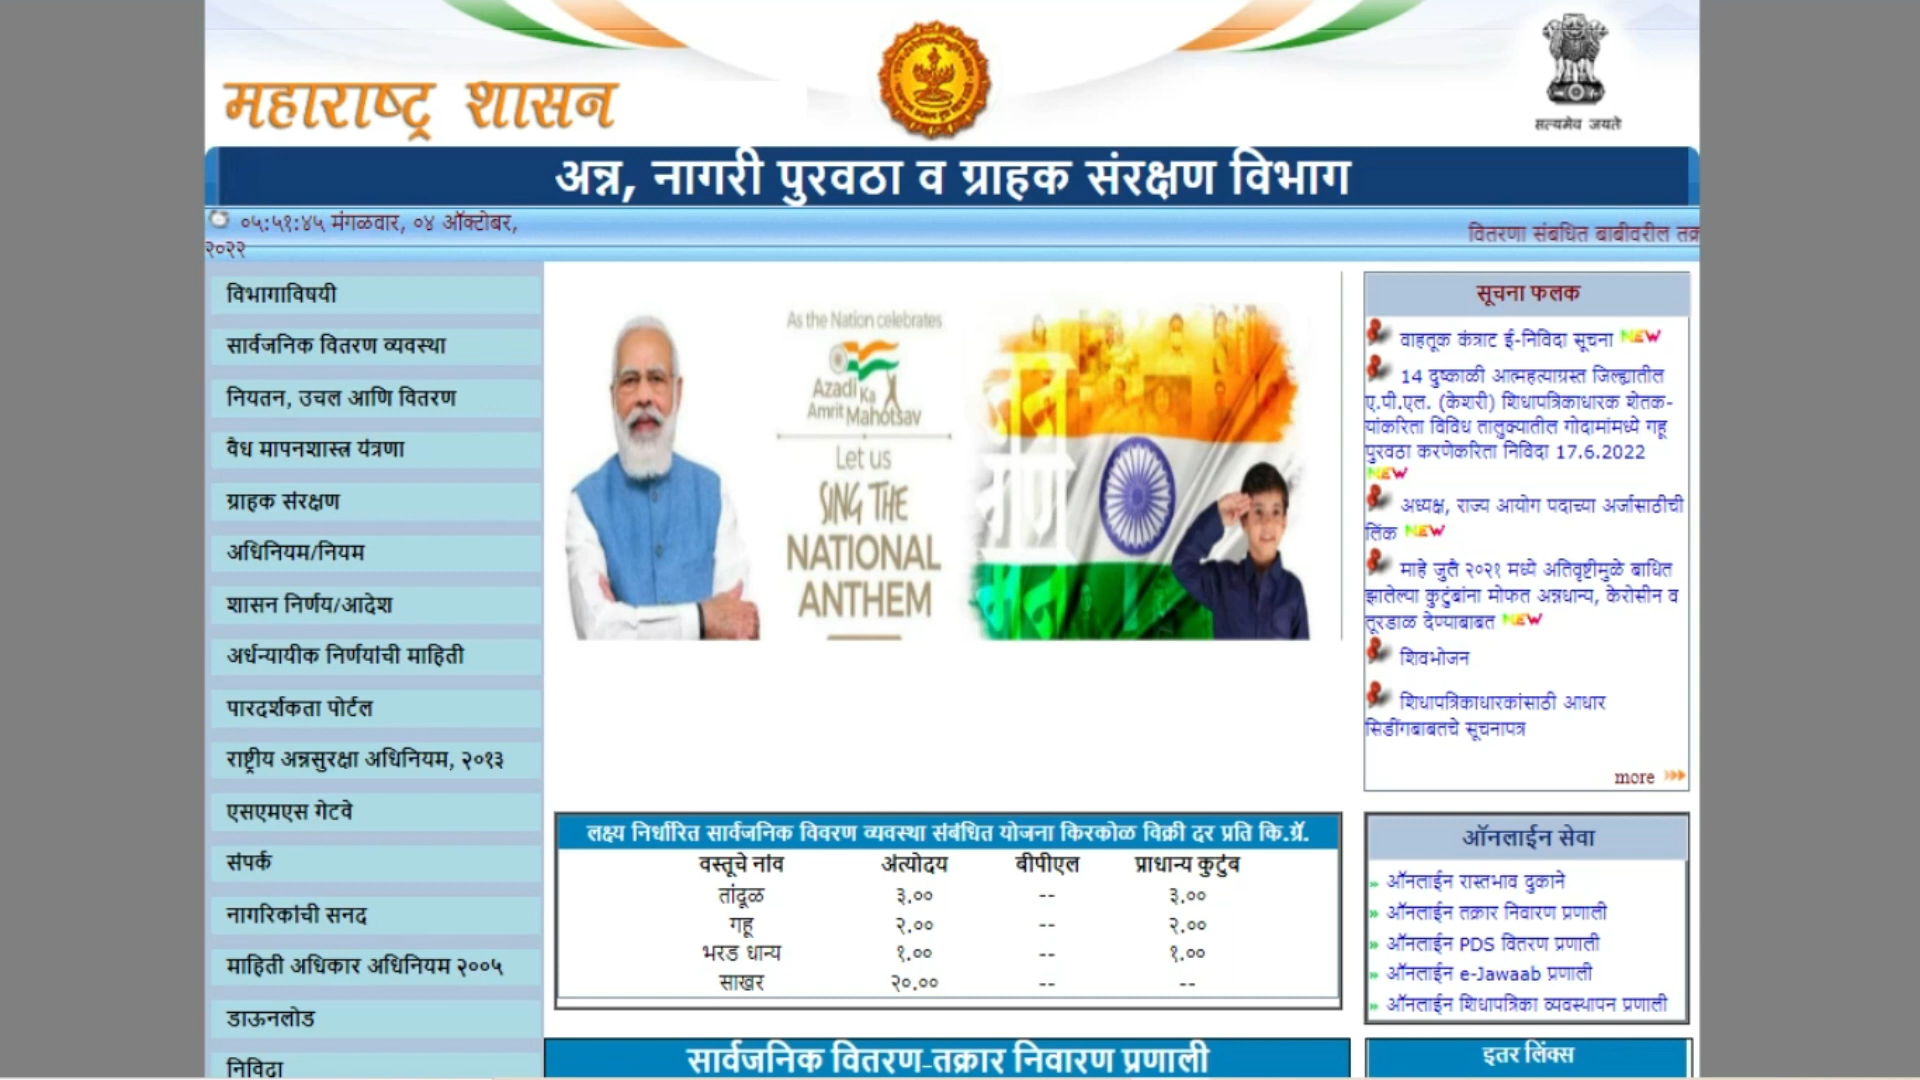 महाराष्ट्र शासन
सत्यमेव जयते
अन्न, नागरी पुरवठा व ग्राहक संरक्षण विभाग
०५:५१:४५ मंगळवार, ०४ ऑक्टोबर,
२०२२
वितरणा संबधित बाबीवरील तक्र
विभागाविषयी
सार्वजनिक वितरण व्यवस्था
नियतन, उचल आणि वितरण
वैध मापनशास्त्र यंत्रणा
ग्राहक संरक्षण
अधिनियम/नियम
शासन निर्णय/आदेश
अर्धन्यायीक निर्णयांची माहिती
पारदर्शकता पोर्टल
राष्ट्रीय अन्नसुरक्षा अधिनियम, २०१३
एसएमएस गेटवे
संपर्क
नागरिकांची सनद
माहिती अधिकार अधिनियम २००५
डाऊनलोड
निविदा
As the Nation celebrates
Azadi
Ka
Amrit Mahotsav
Let us
SING THE
NATIONAL
ANTHEM
सूचना फलक
वाहतूक कंत्राट ई-निविदा सूचना NEW
14 दुष्काळी आत्महत्याग्रस्त जिल्ह्यातील
ए.पी.एल. (केशरी) शिधापत्रिकाधारक शेतक-
यांकरिता विविध तालुक्यातील गोदामांमध्ये गहू
पुरवठा करणेकरिता निविदा 17.6.2022
NEW
अध्यक्ष, राज्य आयोग पदाच्या अर्जासाठीची
लिंक NEW
माहे जुलै २०२१ मध्ये अतिवृष्टीमुळे बाधित
झालेल्या कुटुंबांना मोफत अन्नधान्य, केरोसीन व
तूरडाळ देण्याबाबत NEW
शिवभोजन
शिधापत्रिकाधारकांसाठी आधार
सिडींगबाबतचे सूचनापत्र
more
लक्ष्य निर्धारित सार्वजनिक विवरण व्यवस्था संबंधित योजना किरकोळ विक्री दर प्रति कि.ग्रॅ.
वस्तूचे नांव अंत्योदय बीपीएल प्राधान्य कुटुंब
तांदूळ ३.०० -- ३.००
गहू २.०० -- २.००
भरड धान्य १.०० -- १.००
साखर २०.०० -- --
ऑनलाईन सेवा
» ऑनलाईन रास्तभाव दुकाने
» ऑनलाईन तक्रार निवारण प्रणाली
» ऑनलाईन PDS वितरण प्रणाली
» ऑनलाईन e-Jawaab प्रणाली
» ऑनलाईन शिधापत्रिका व्यवस्थापन प्रणाली
सार्वजनिक वितरण-तक्रार निवारण प्रणाली
इतर लिंक्स